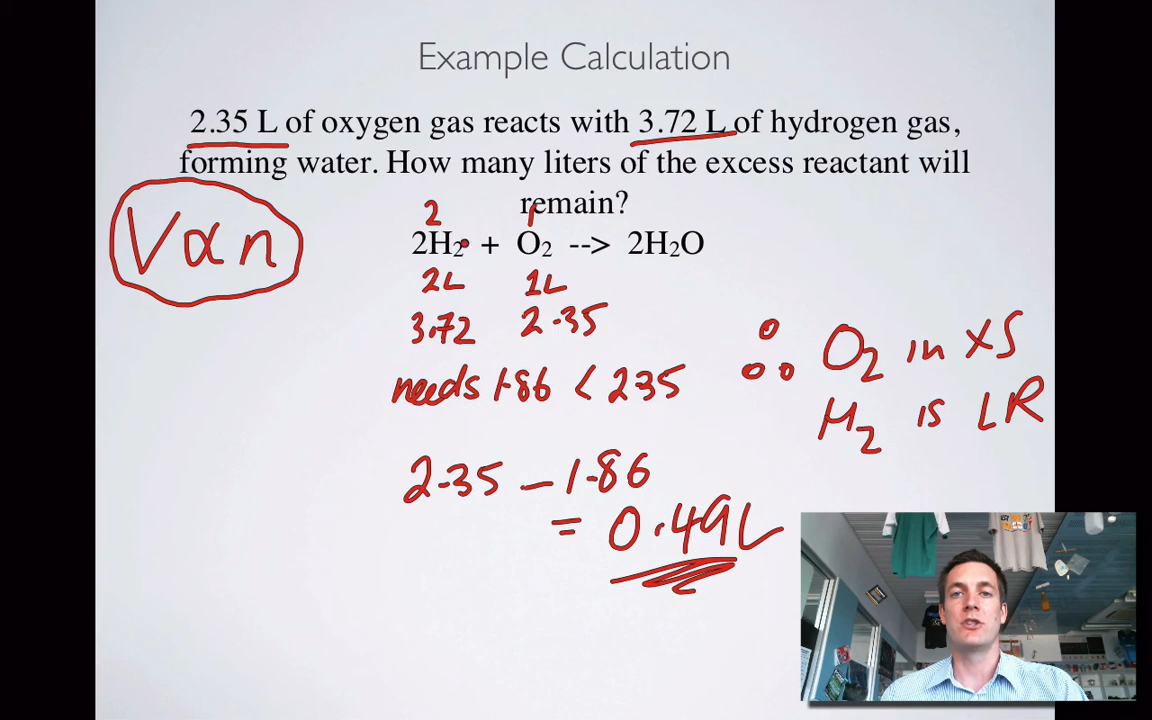 Example Calculation
2.35 L of oxygen gas reacts with 3.72 L of hydrogen gas,
forming water. How many liters of the excess reactant will
remain?
V α n
2 1
2H₂ + O₂ --> 2H₂O
2L 1L
3.72 2.35
needs 1.86 < 2.35
∴ O₂ in XS
H₂ is LR
2.35 – 1.86
= 0.49L